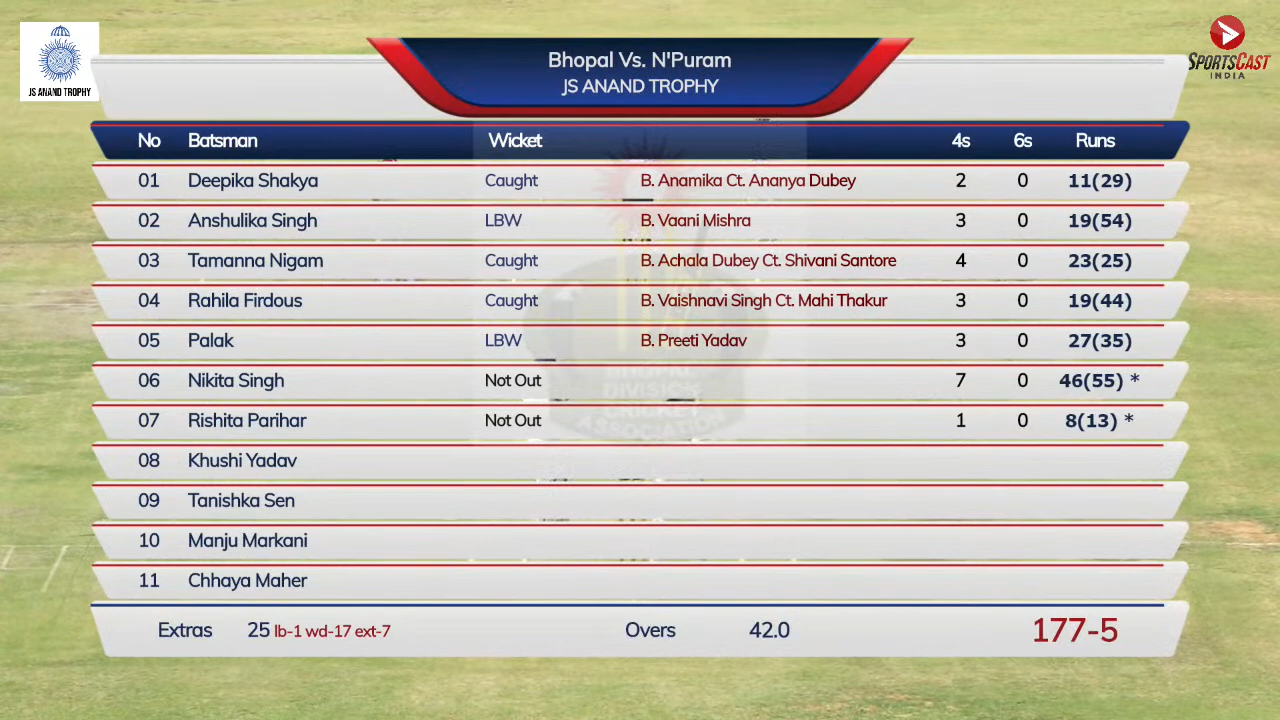 JS ANAND TROPHY
SPORTSCAST
INDIA
Bhopal Vs. N'Puram
JS ANAND TROPHY
No Batsman Wicket 4s 6s Runs
01 Deepika Shakya Caught B. Anamika Ct. Ananya Dubey 2 0 11(29)
02 Anshulika Singh LBW B. Vaani Mishra 3 0 19(54)
03 Tamanna Nigam Caught B. Achala Dubey Ct. Shivani Santore 4 0 23(25)
04 Rahila Firdous Caught B. Vaishnavi Singh Ct. Mahi Thakur 3 0 19(44)
05 Palak LBW B. Preeti Yadav 3 0 27(35)
06 Nikita Singh Not Out 7 0 46(55) *
07 Rishita Parihar Not Out 1 0 8(13) *
08 Khushi Yadav
09 Tanishka Sen
10 Manju Markani
11 Chhaya Maher
BHOPAL
DIVISION
CRICKET
ASSOCIATION
Extras 25 lb-1 wd-17 ext-7 Overs 42.0 177-5